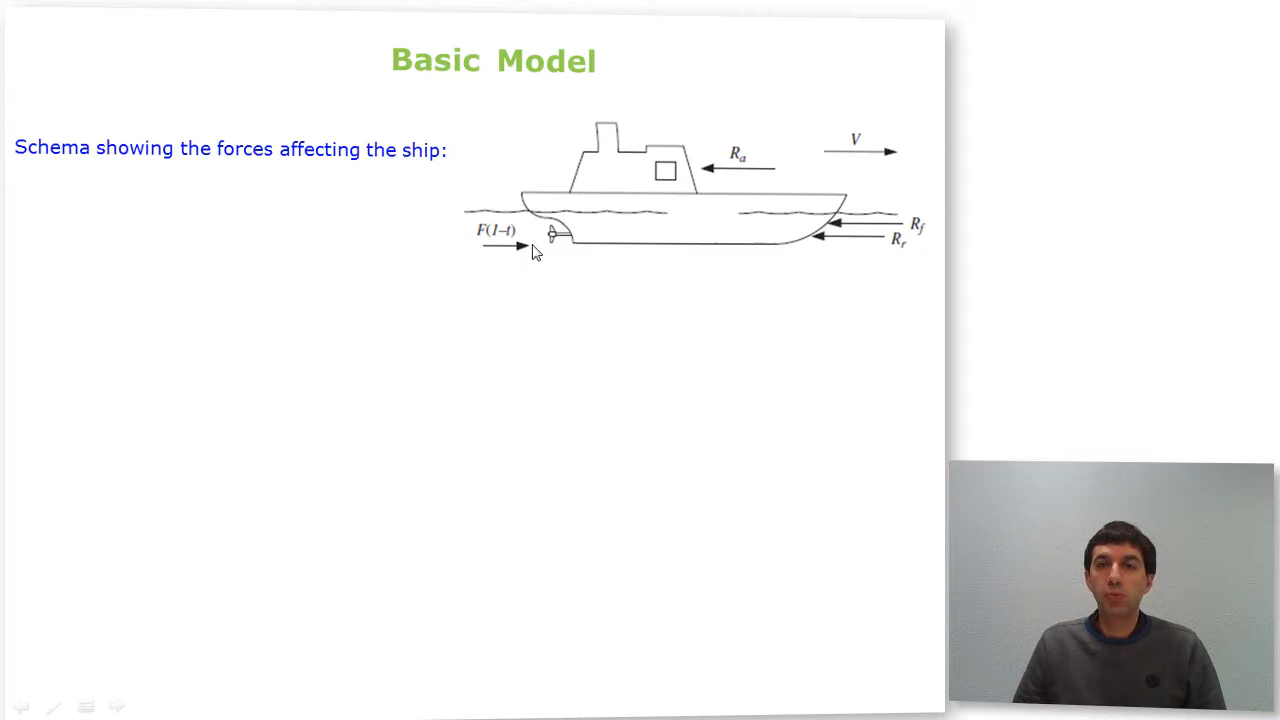 Basic Model
Schema showing the forces affecting the ship:
V
Ra
F(1–t)
Rf
Rr